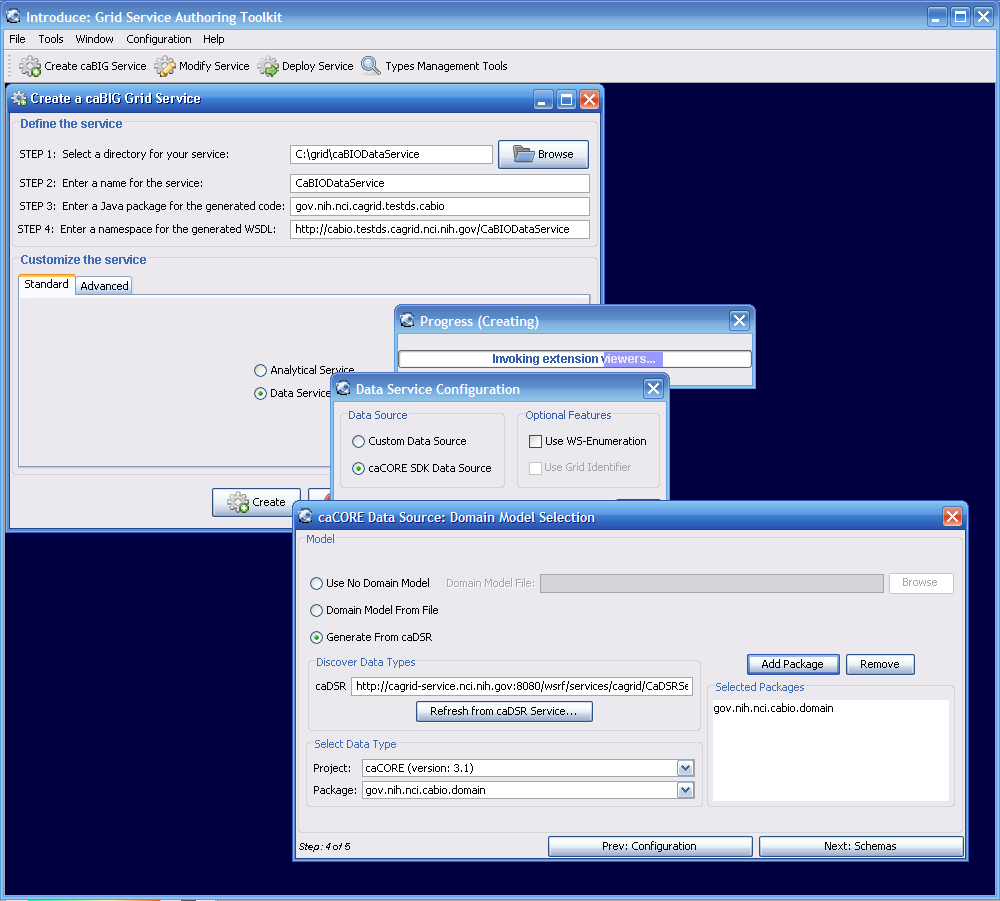 Introduce: Grid Service Authoring Toolkit
File Tools Window Configuration Help
Create caBIG Service Modify Service Deploy Service Types Management Tools
Create a caBIG Grid Service
Define the service
STEP 1: Select a directory for your service: C:\grid\caBIODataService Browse
STEP 2: Enter a name for the service: CaBIODataService
STEP 3: Enter a Java package for the generated code: gov.nih.nci.cagrid.testds.cabio
STEP 4: Enter a namespace for the generated WSDL: http://cabio.testds.cagrid.nci.nih.gov/CaBIODataService
Customize the service
Standard Advanced
Analytical Service
Data Service
Create
Progress (Creating)
Invoking extension viewers...
Data Service Configuration
Data Source Optional Features
Custom Data Source Use WS-Enumeration
caCORE SDK Data Source Use Grid Identifier
caCORE Data Source: Domain Model Selection
Model
Use No Domain Model Domain Model File: Browse
Domain Model From File
Generate From caDSR
Discover Data Types
caDSR http://cagrid-service.nci.nih.gov:8080/wsrf/services/cagrid/CaDSRSe
Refresh from caDSR Service...
Select Data Type
Project: caCORE (version: 3.1)
Package: gov.nih.nci.cabio.domain
Add Package Remove
Selected Packages
gov.nih.nci.cabio.domain
Step: 4 of 5 Prev: Configuration Next: Schemas